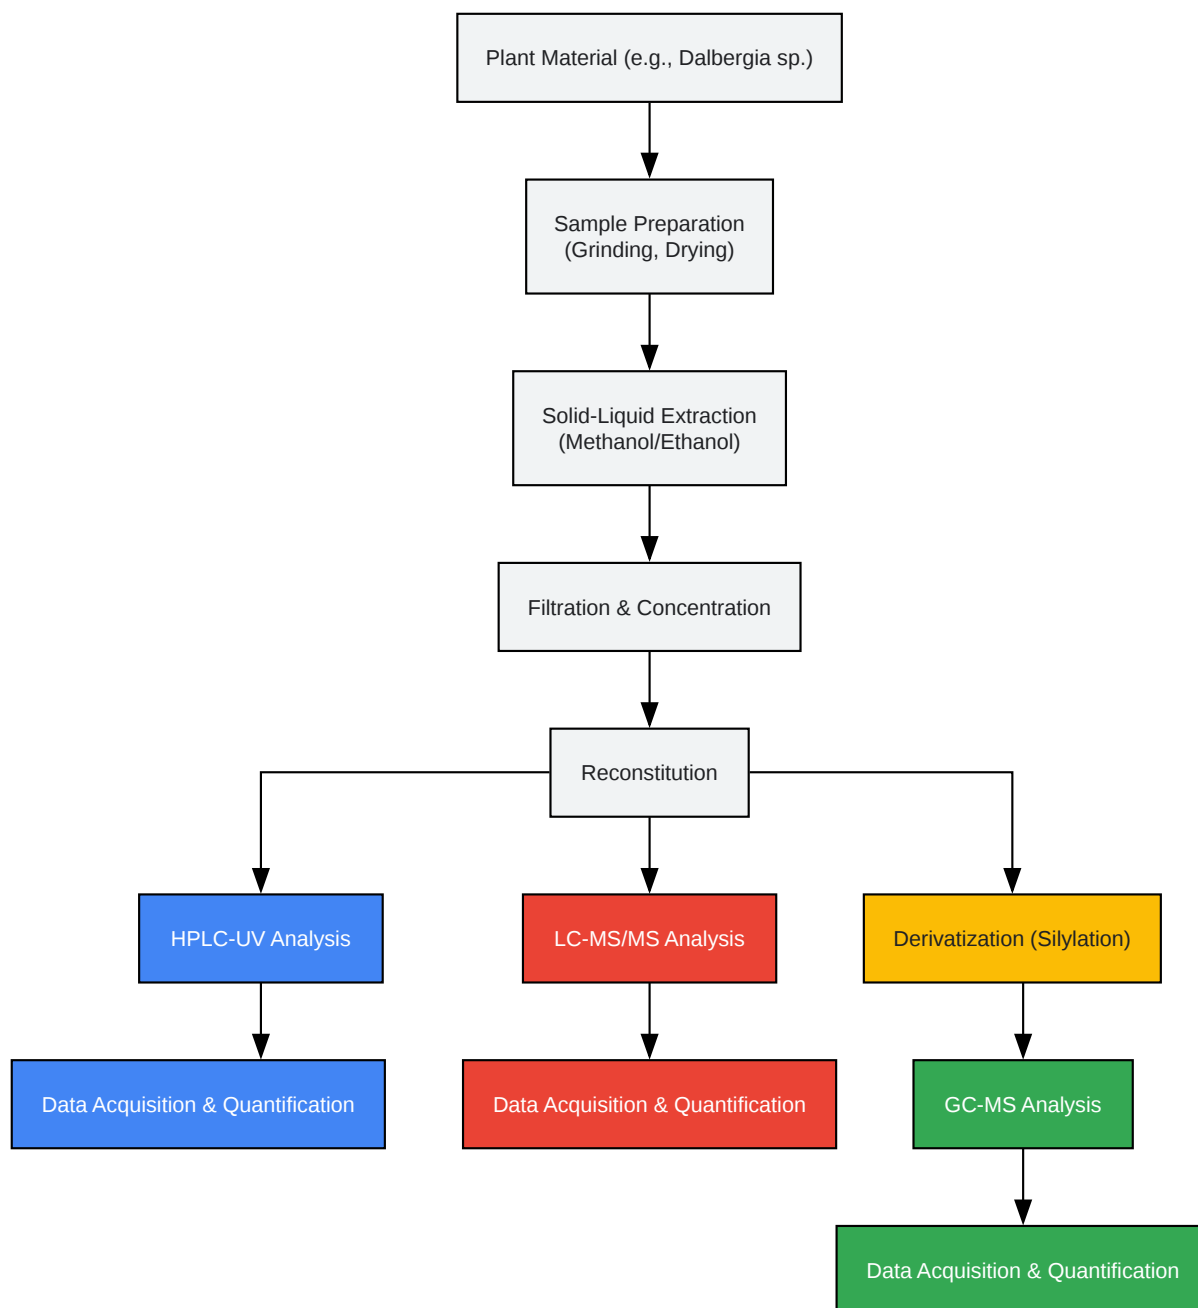 Plant Material (e.g., Dalbergia sp.)
Sample Preparation
(Grinding, Drying)
Solid-Liquid Extraction
(Methanol/Ethanol)
Filtration & Concentration
Reconstitution
HPLC-UV Analysis
LC-MS/MS Analysis
Derivatization (Silylation)
Data Acquisition & Quantification
Data Acquisition & Quantification
GC-MS Analysis
Data Acquisition & Quantification